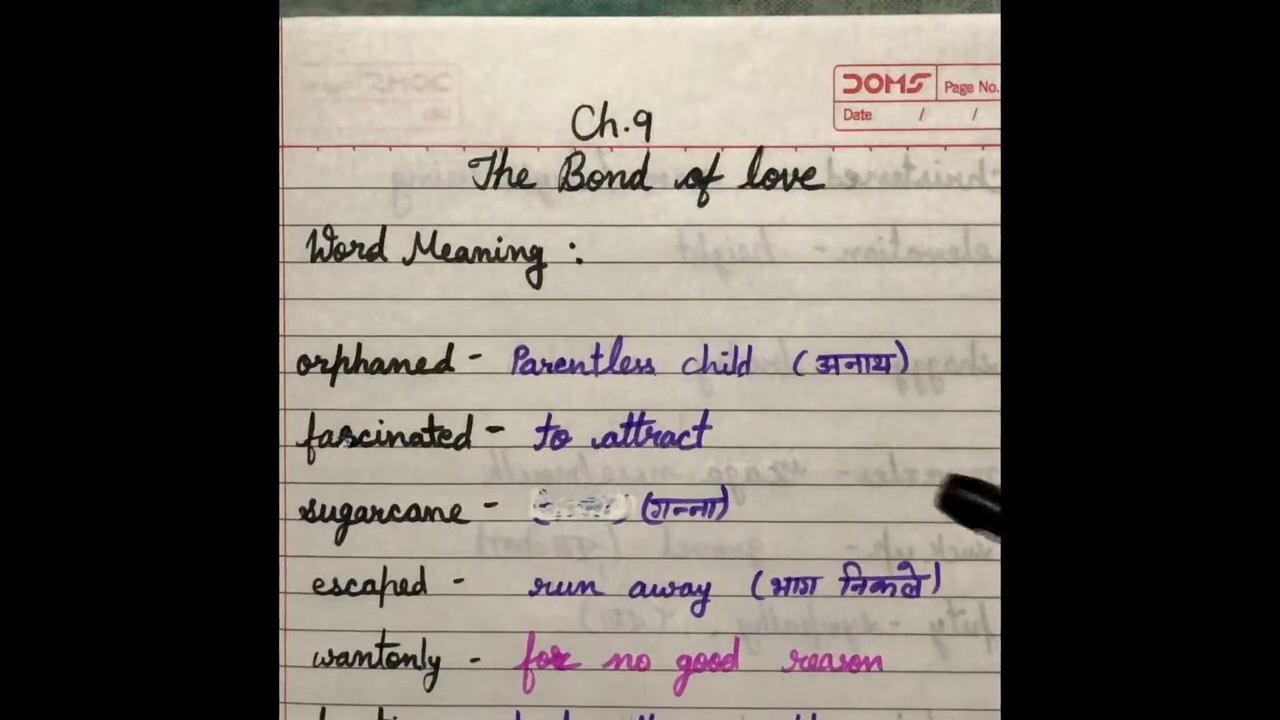 DOMS Page No.
Date / /
Ch.9
The Bond of love
Word Meaning :
orphaned - Parentless child (अनाथ)
fascinated - to attract
sugarcane - (गन्ना)
escaped - run away (भाग निकले)
wantonly - for no good reason